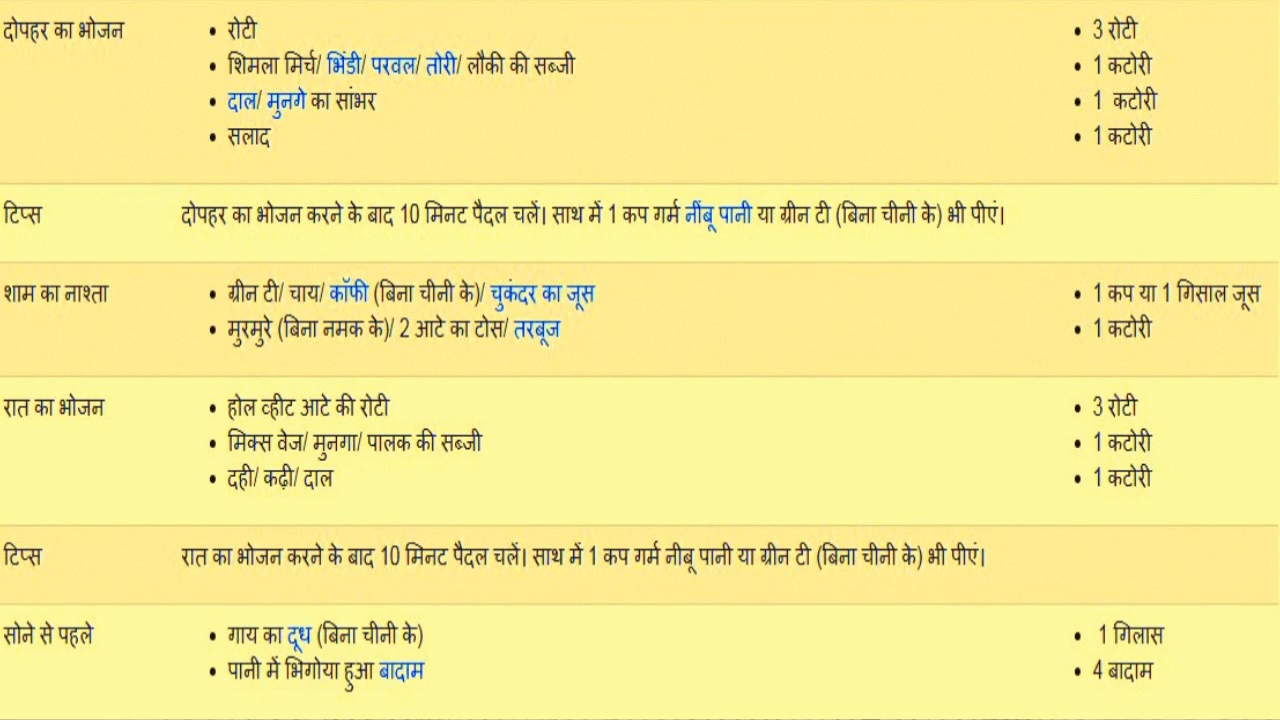 दोपहर का भोजन • रोटी • 3 रोटी
• शिमला मिर्च/ भिंडी/ परवल/ तोरी/ लौकी की सब्जी • 1 कटोरी
• दाल/ मुनगे का सांभर • 1 कटोरी
• सलाद • 1 कटोरी
टिप्स दोपहर का भोजन करने के बाद 10 मिनट पैदल चलें। साथ में 1 कप गर्म नींबू पानी या ग्रीन टी (बिना चीनी के) भी पीएं।
शाम का नाश्ता • ग्रीन टी/ चाय/ कॉफी (बिना चीनी के)/ चुकंदर का जूस • 1 कप या 1 गिसाल जूस
• मुरमुरे (बिना नमक के)/ 2 आटे का टोस/ तरबूज • 1 कटोरी
रात का भोजन • होल व्हीट आटे की रोटी • 3 रोटी
• मिक्स वेज/ मुनगा/ पालक की सब्जी • 1 कटोरी
• दही/ कढ़ी/ दाल • 1 कटोरी
टिप्स रात का भोजन करने के बाद 10 मिनट पैदल चलें। साथ में 1 कप गर्म नीबू पानी या ग्रीन टी (बिना चीनी के) भी पीएं।
सोने से पहले • गाय का दूध (बिना चीनी के) • 1 गिलास
• पानी में भिगोया हुआ बादाम • 4 बादाम